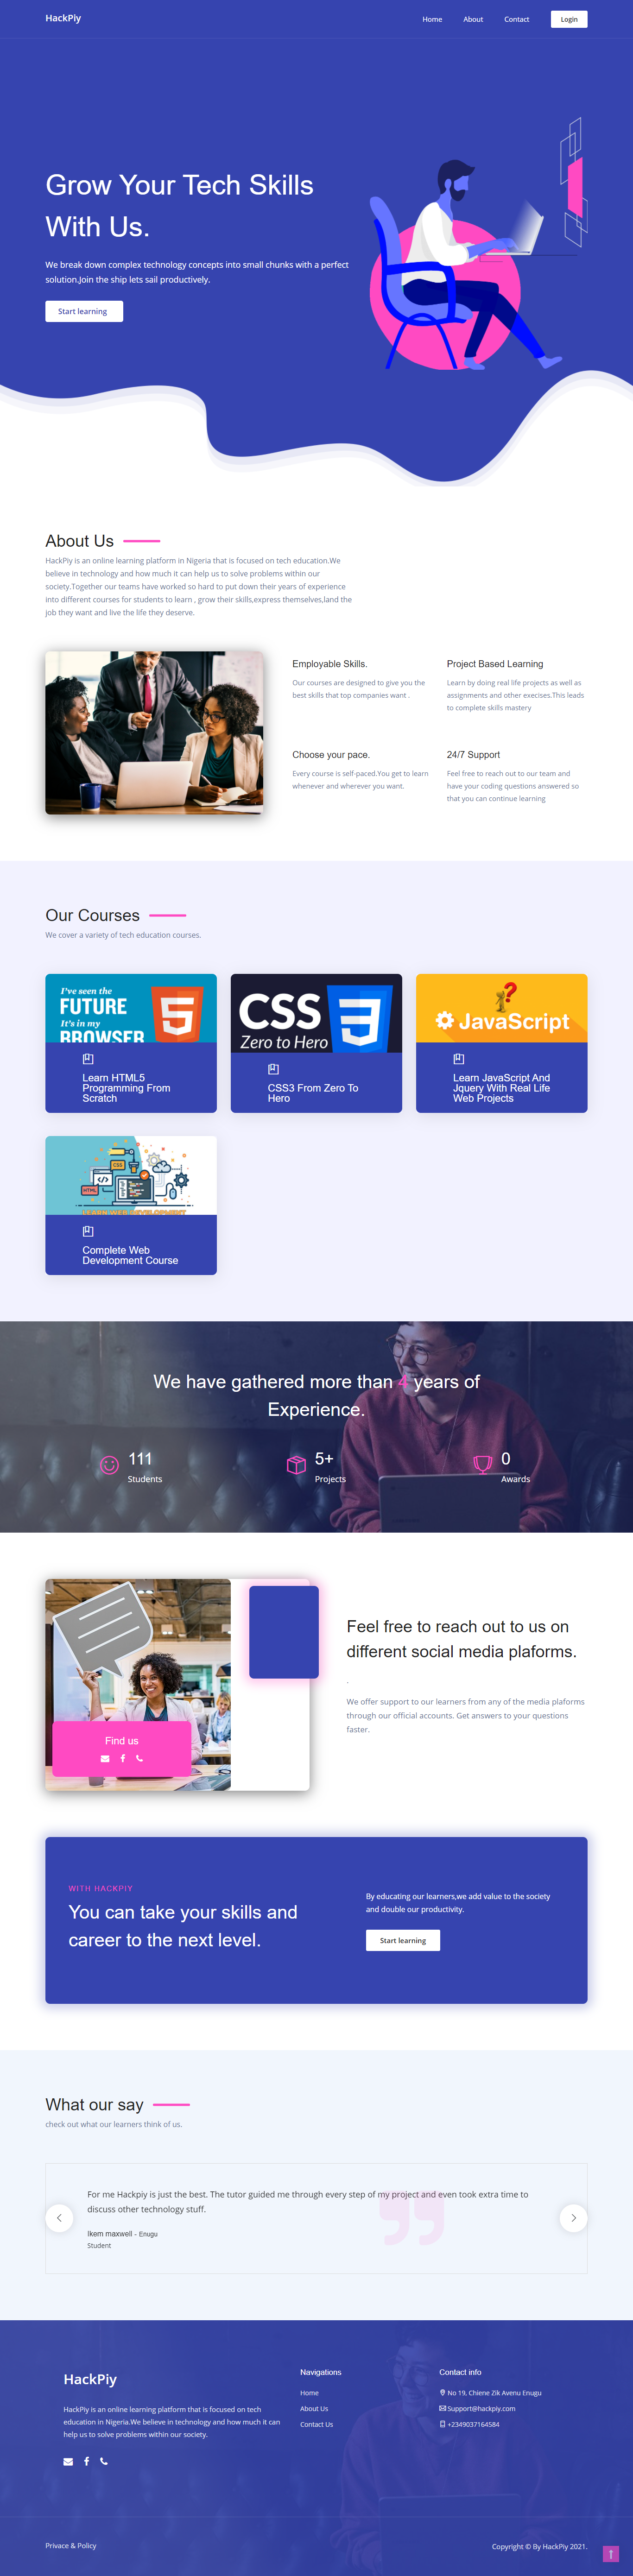 HackPiy
Home
About
Contact
Login
Grow Your Tech Skills
With Us.
We break down complex technology concepts into small chunks with a perfect
solution.Join the ship lets sail productively.
Start learning
About Us
HackPiy is an online learning platform in Nigeria that is focused on tech education.We
believe in technology and how much it can help us to solve problems within our
society.Together our teams have worked so hard to put down their years of experience
into different courses for students to learn , grow their skills,express themselves,land the
job they want and live the life they deserve.
Employable Skills.
Our courses are designed to give you the
best skills that top companies want .
Project Based Learning
Learn by doing real life projects as well as
assignments and other execises.This leads
to complete skills mastery
Choose your pace.
Every course is self-paced.You get to learn
whenever and wherever you want.
24/7 Support
Feel free to reach out to our team and
have your coding questions answered so
that you can continue learning
Our Courses
We cover a variety of tech education courses.
I've seen the
FUTURE
It's in my
BROWSER
5
Learn HTML5
Programming From
Scratch
CSS
Zero to Hero
3
CSS3 From Zero To
Hero
?
JavaScript
Learn JavaScript And
Jquery With Real Life
Web Projects
CSS
HTML
LEARN WEB DEVELOPMENT
Complete Web
Development Course
We have gathered more than 4 years of
Experience.
111
Students
5+
Projects
0
Awards
Find us
Feel free to reach out to us on
different social media plaforms.
.
We offer support to our learners from any of the media plaforms
through our official accounts. Get answers to your questions
faster.
WITH HACKPIY
You can take your skills and
career to the next level.
By educating our learners,we add value to the society
and double our productivity.
Start learning
What our say
check out what our learners think of us.
For me Hackpiy is just the best. The tutor guided me through every step of my project and even took extra time to
discuss other technology stuff.
Ikem maxwell - Enugu
Student
HackPiy
HackPiy is an online learning platform that is focused on tech
education in Nigeria.We believe in technology and how much it can
help us to solve problems within our society.
Navigations
Home
About Us
Contact Us
Contact info
No 19, Chiene Zik Avenu Enugu
Support@hackpiy.com
+2349037164584
Privace & Policy
Copyright © By HackPiy 2021.